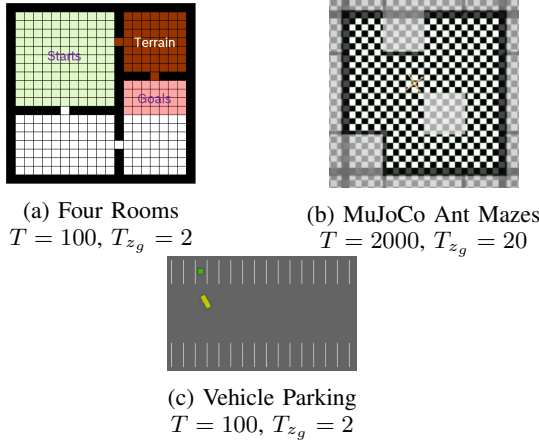 Starts
Terrain
Goals
(a) Four Rooms
T = 100, T_{z_g} = 2
(b) MuJoCo Ant Mazes
T = 2000, T_{z_g} = 20
(c) Vehicle Parking
T = 100, T_{z_g} = 2